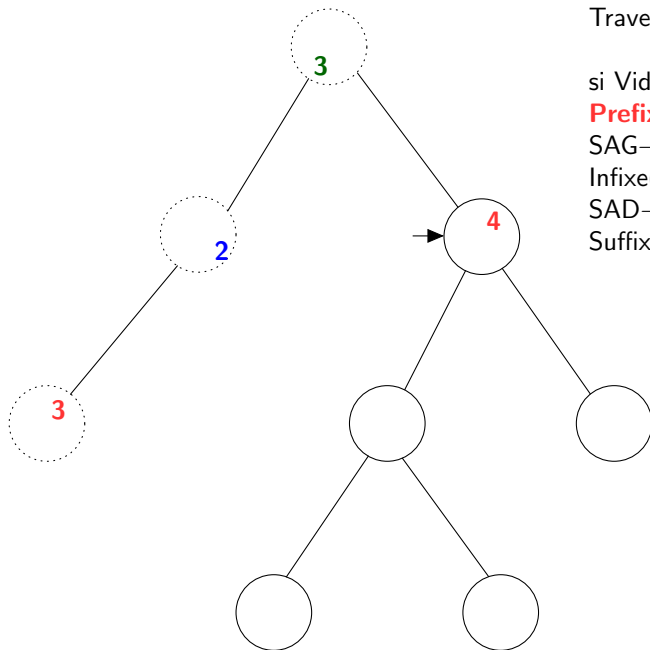 Trave
3
si Vid
Prefix
SAG–
4
Infixe
SAD–
2
Suffix
3